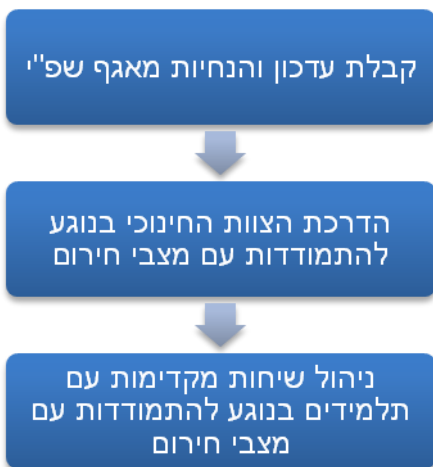 קבלת עדכון והנחיות מאגף שפ"י
הדרכת הצוות החינוכי בנוגע
להתמודדות עם מצבי חירום
ניהול שיחות מקדימות עם
תלמידים בנוגע להתמודדות עם
מצבי חירום